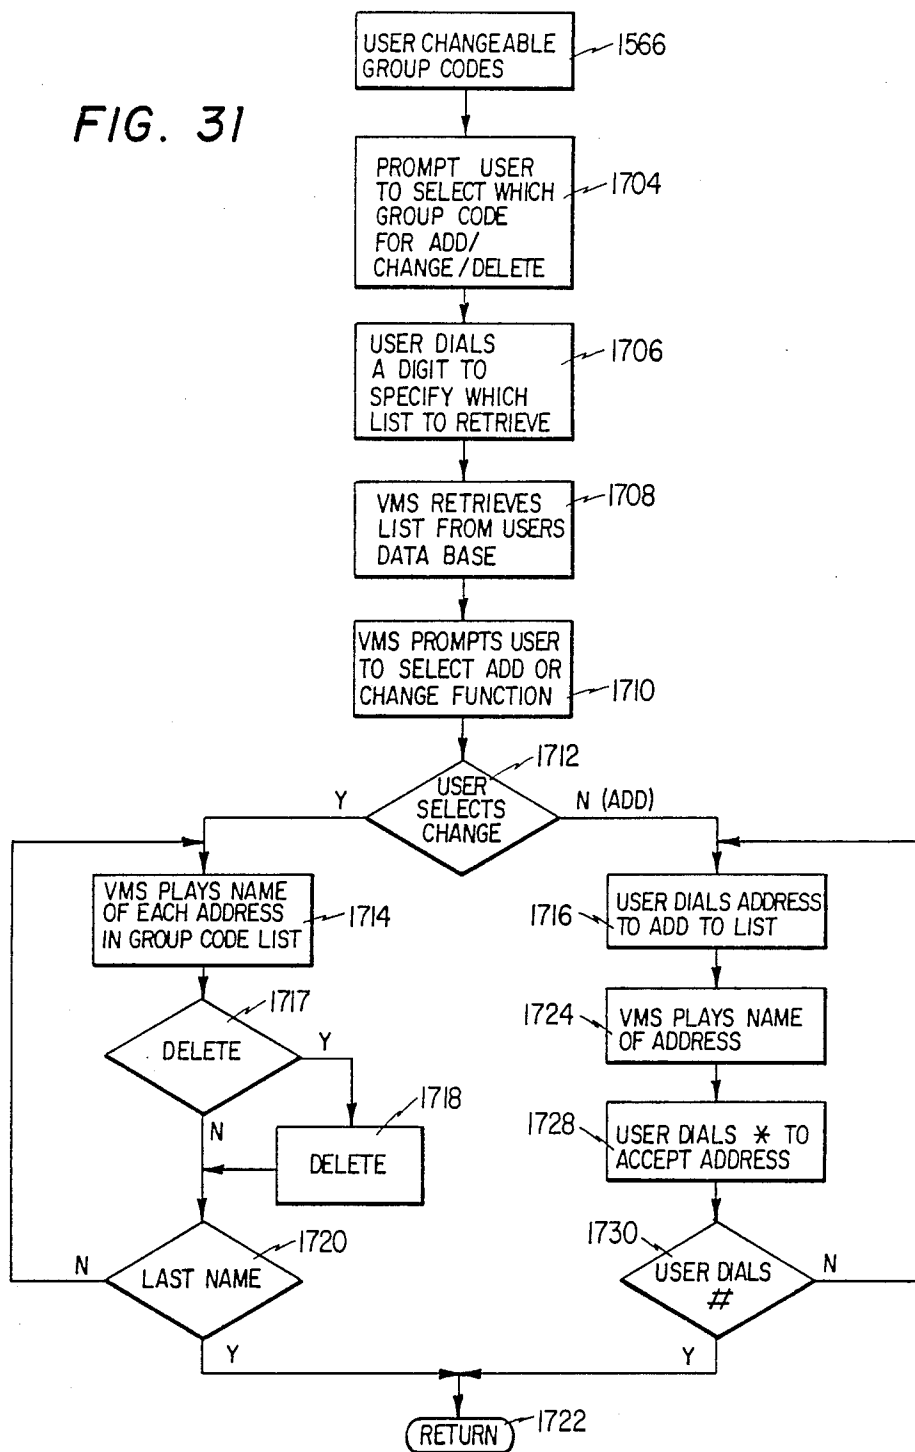 USER CHANGEABLE
GROUP CODES
1566
FIG. 31
PROMPT USER
TO SELECT WHICH
GROUP CODE
FOR ADD/
CHANGE/DELETE
1704
USER DIALS
A DIGIT TO
SPECIFY WHICH
LIST TO RETRIEVE
1706
VMS RETRIEVES
LIST FROM USERS
DATA BASE
1708
VMS PROMPTS USER
TO SELECT ADD OR
CHANGE FUNCTION
1710
1712
USER
SELECTS
CHANGE
Y
N (ADD)
VMS PLAYS NAME
OF EACH ADDRESS
IN GROUP CODE LIST
1714
1717
DELETE
Y
N
1718
DELETE
1720
LAST NAME
N
Y
1716
USER DIALS ADDRESS
TO ADD TO LIST
1724
VMS PLAYS NAME
OF ADDRESS
1728
USER DIALS * TO
ACCEPT ADDRESS
1730
USER DIALS
#
N
Y
RETURN
1722